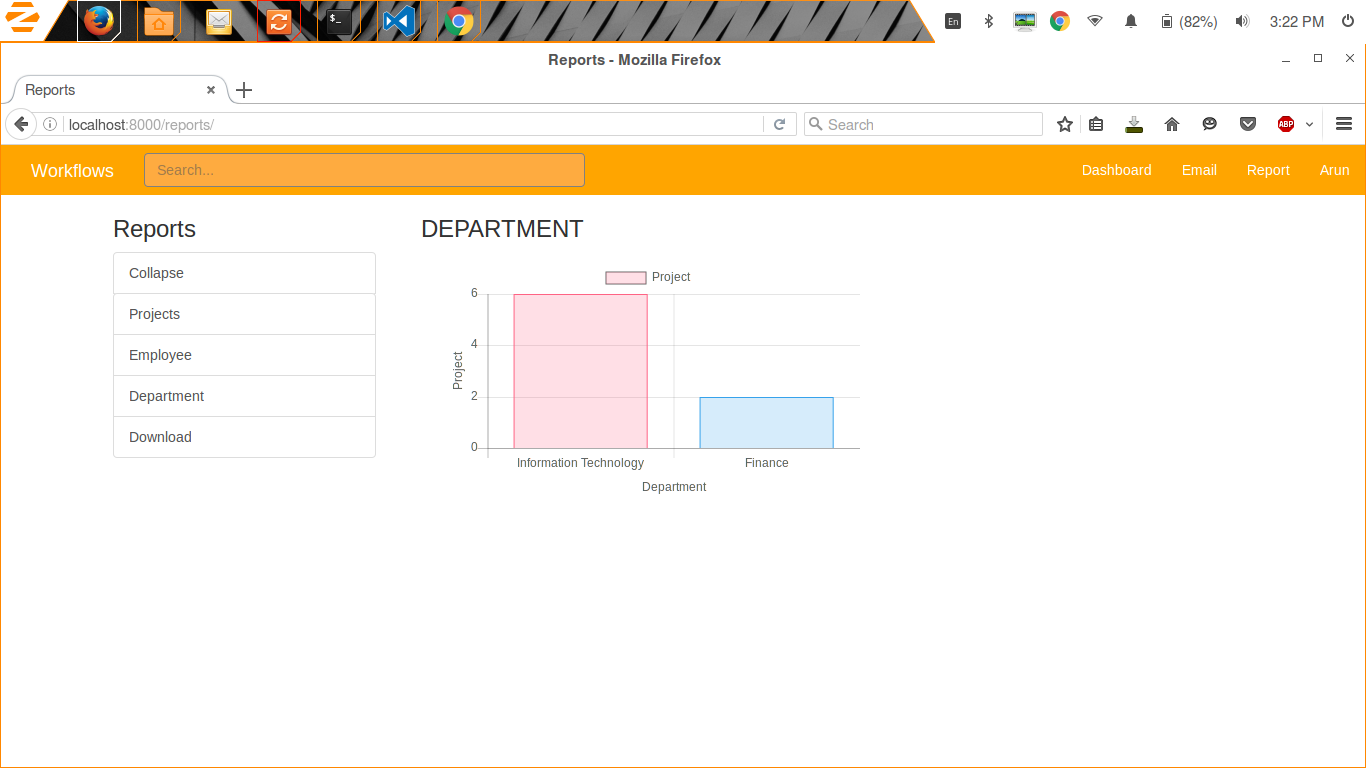 $_
En
(82%)
3:22 PM
Reports - Mozilla Firefox
Reports
localhost:8000/reports/
Search
ABP
Workflows
Search...
Dashboard
Email
Report
Arun
Reports
Collapse
Projects
Employee
Department
Download
DEPARTMENT
Project
6
4
2
0
Project
Information Technology
Finance
Department